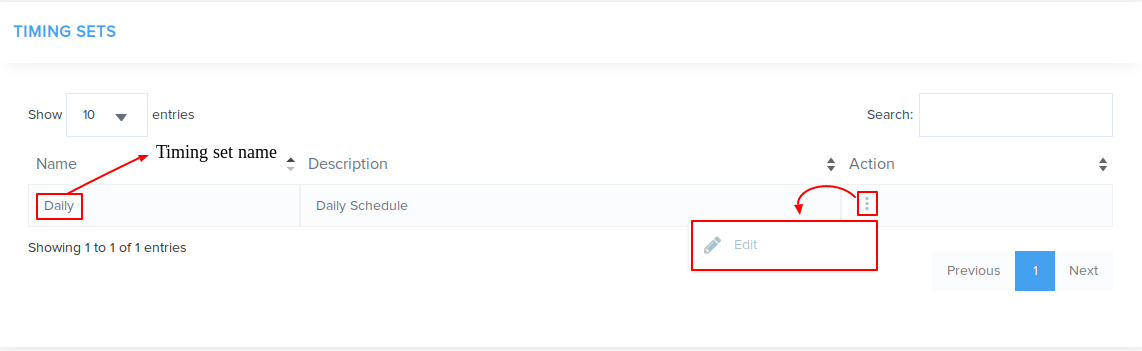 TIMING SETS
Show 10 entries Search:
Timing set name
Name Description Action
Daily Daily Schedule
Edit
Showing 1 to 1 of 1 entries
Previous 1 Next